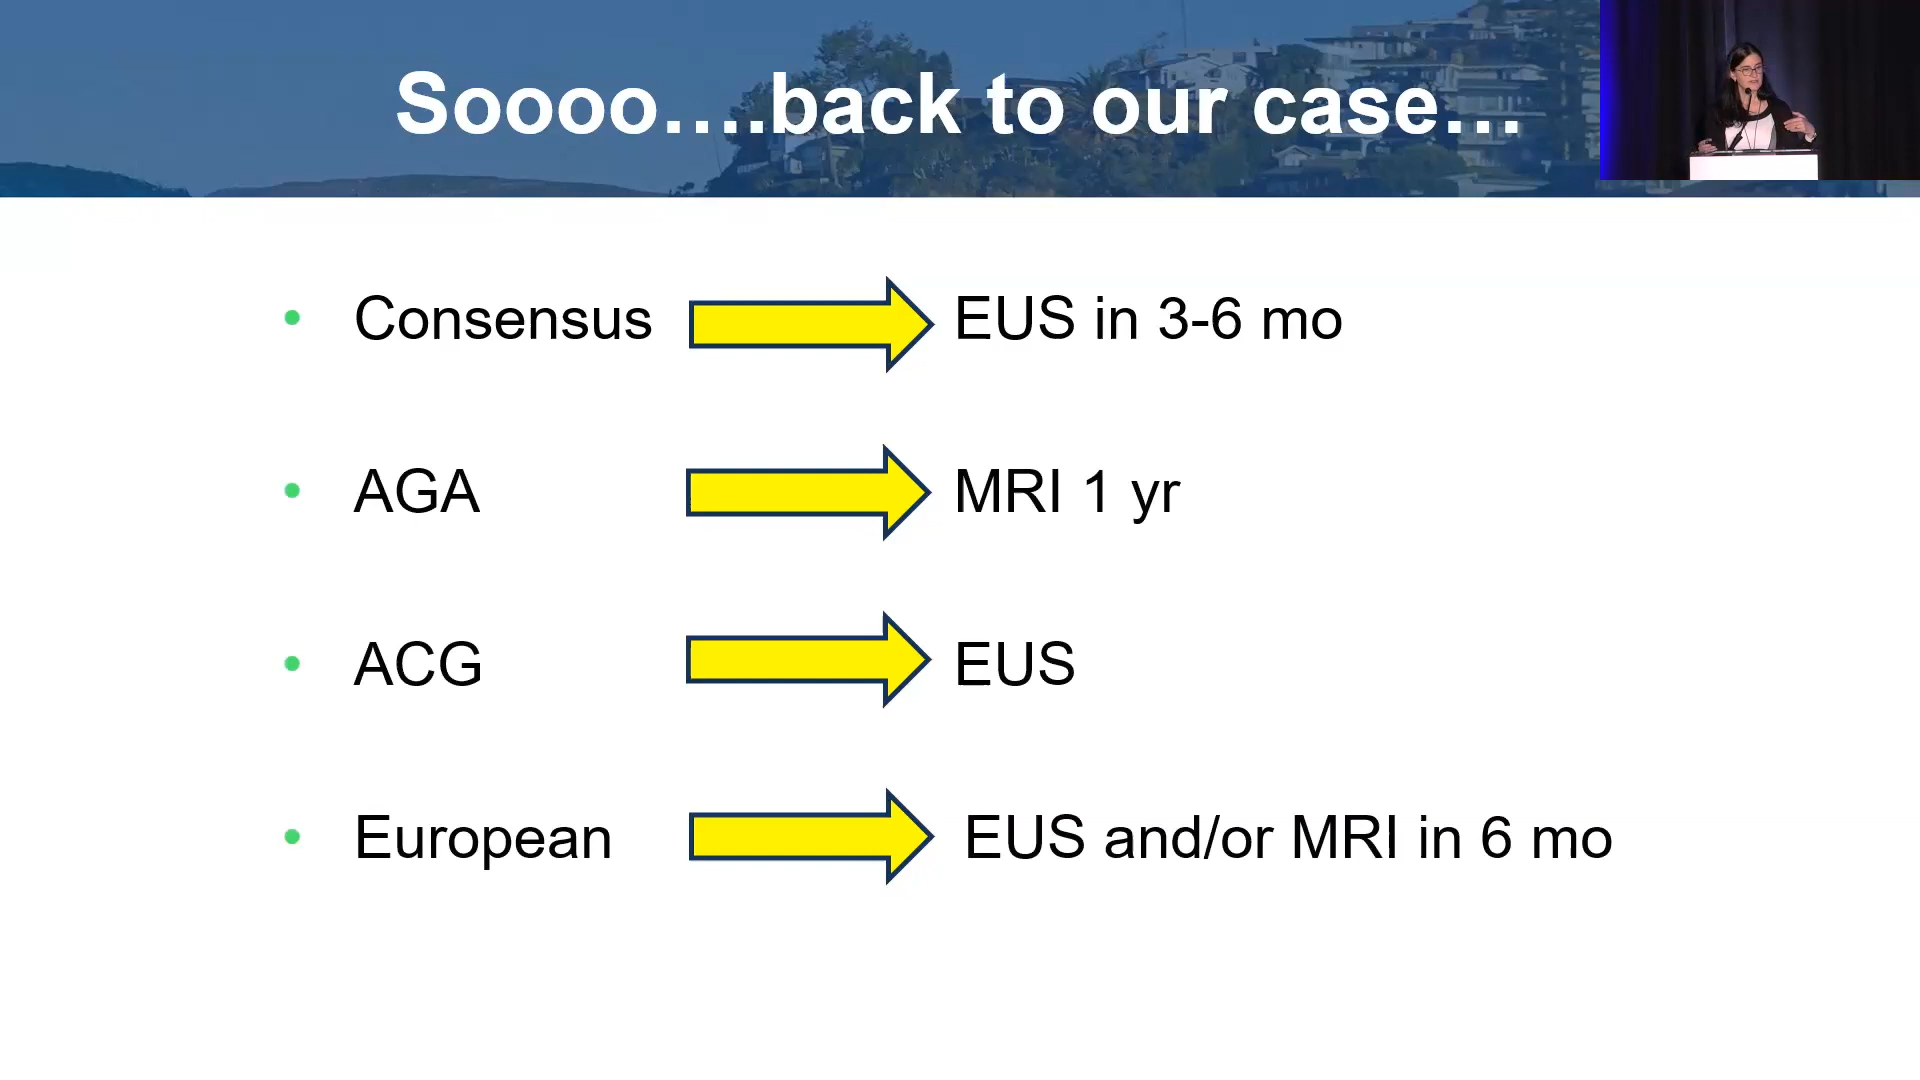 Soooo….back to our case…
• Consensus EUS in 3-6 mo
• AGA MRI 1 yr
• ACG EUS
• European EUS and/or MRI in 6 mo